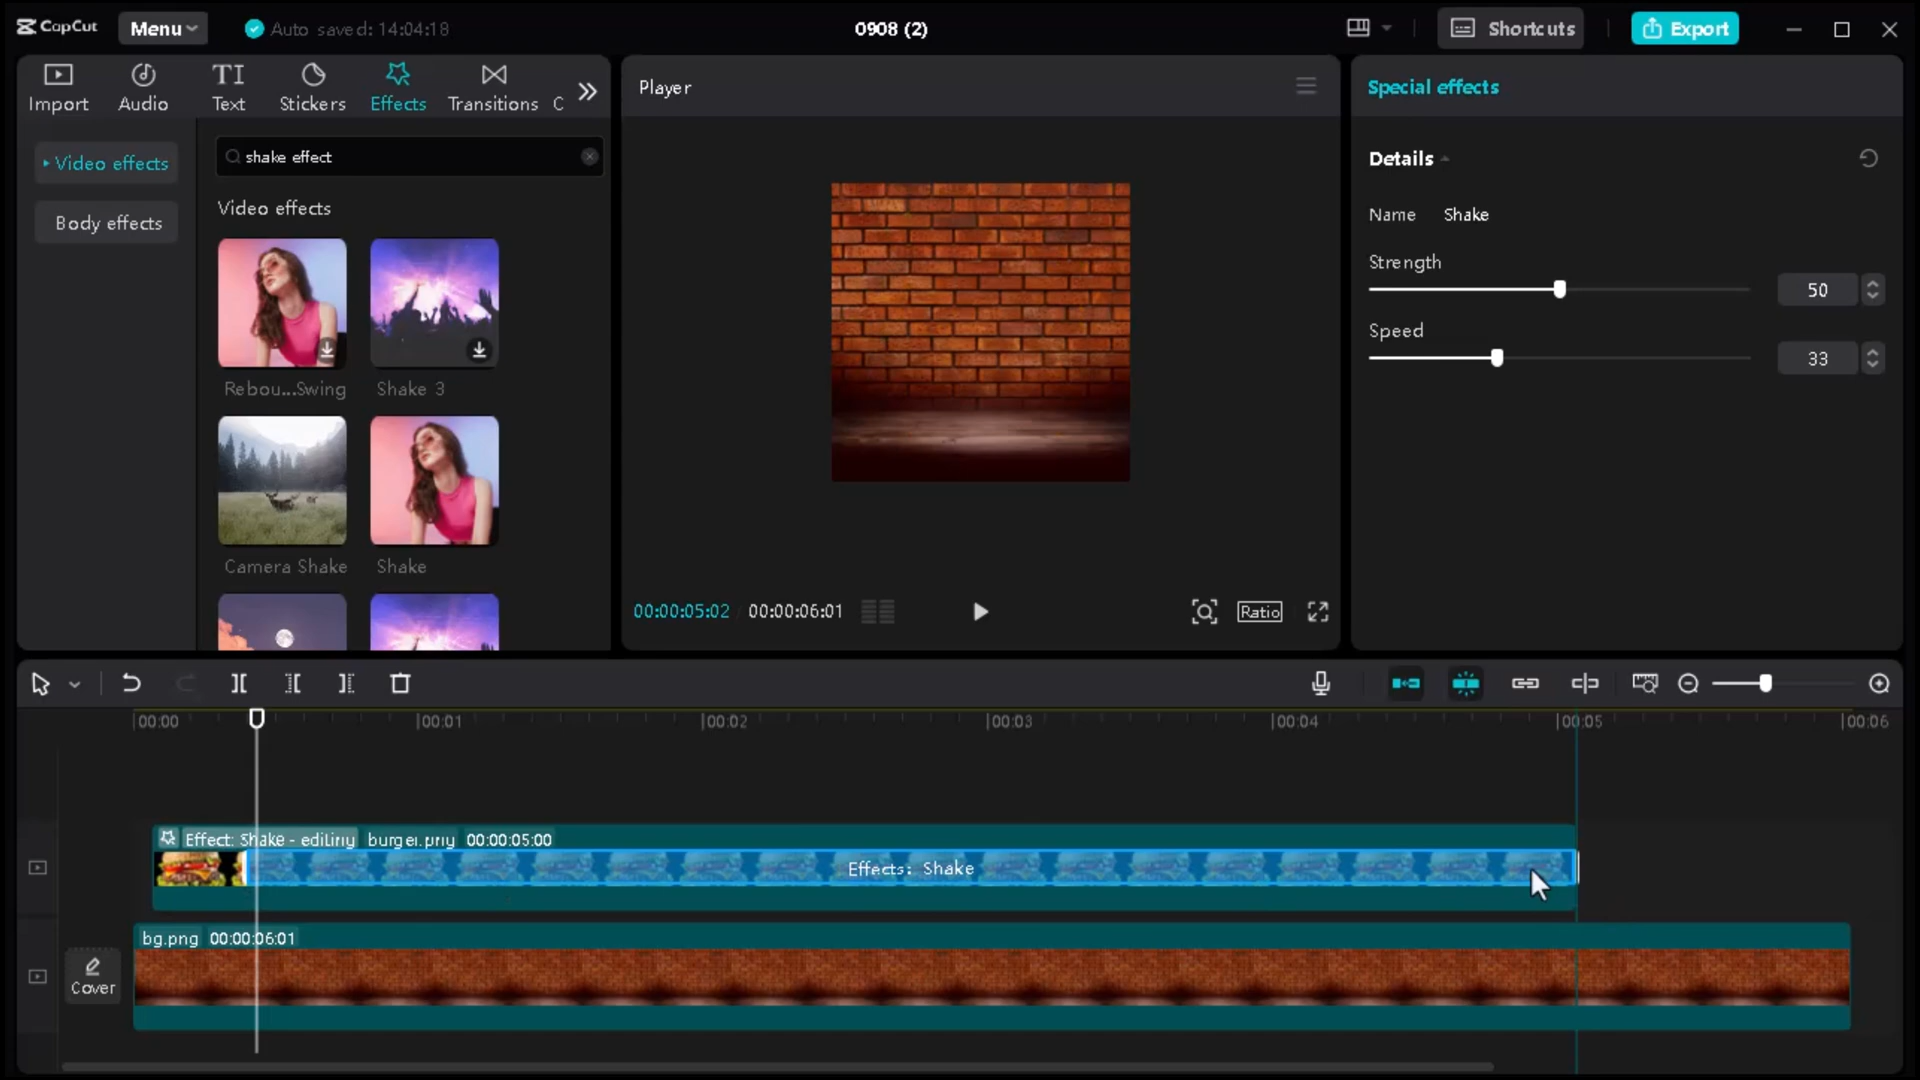 CapCut
Menu
Auto saved: 14:04:18
0908 (2)
Shortcuts
Export
Import
Audio
TI
Text
Stickers
Effects
Transitions
C
Player
Special effects
Video effects
Body effects
shake effect
Video effects
Rebou...Swing
Shake 3
Camera Shake
Shake
Details
Name Shake
Strength
50
Speed
33
00:00:05:02 / 00:00:06:01
Ratio
00:00
00:01
00:02
00:03
00:04
00:05
00:06
Effect: Shake - editing burger.png 00:00:05:00
Effects: Shake
bg.png 00:00:06:01
Cover